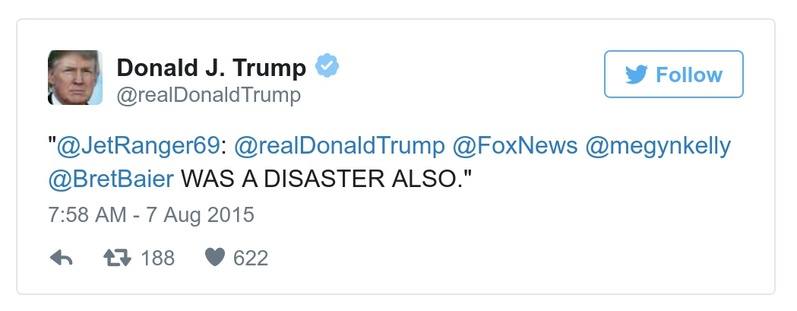 Donald J. Trump
@realDonaldTrump
Follow
"@JetRanger69: @realDonaldTrump @FoxNews @megynkelly
@BretBaier WAS A DISASTER ALSO."
7:58 AM - 7 Aug 2015
188 622